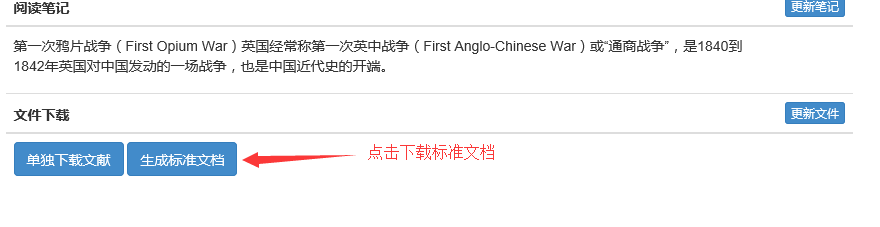 阅读笔记
更新笔记
第一次鸦片战争（First Opium War）英国经常称第一次英中战争（First Anglo-Chinese War）或“通商战争”，是1840到
1842年英国对中国发动的一场战争，也是中国近代史的开端。
文件下载
更新文件
单独下载文献
生成标准文档
点击下载标准文档